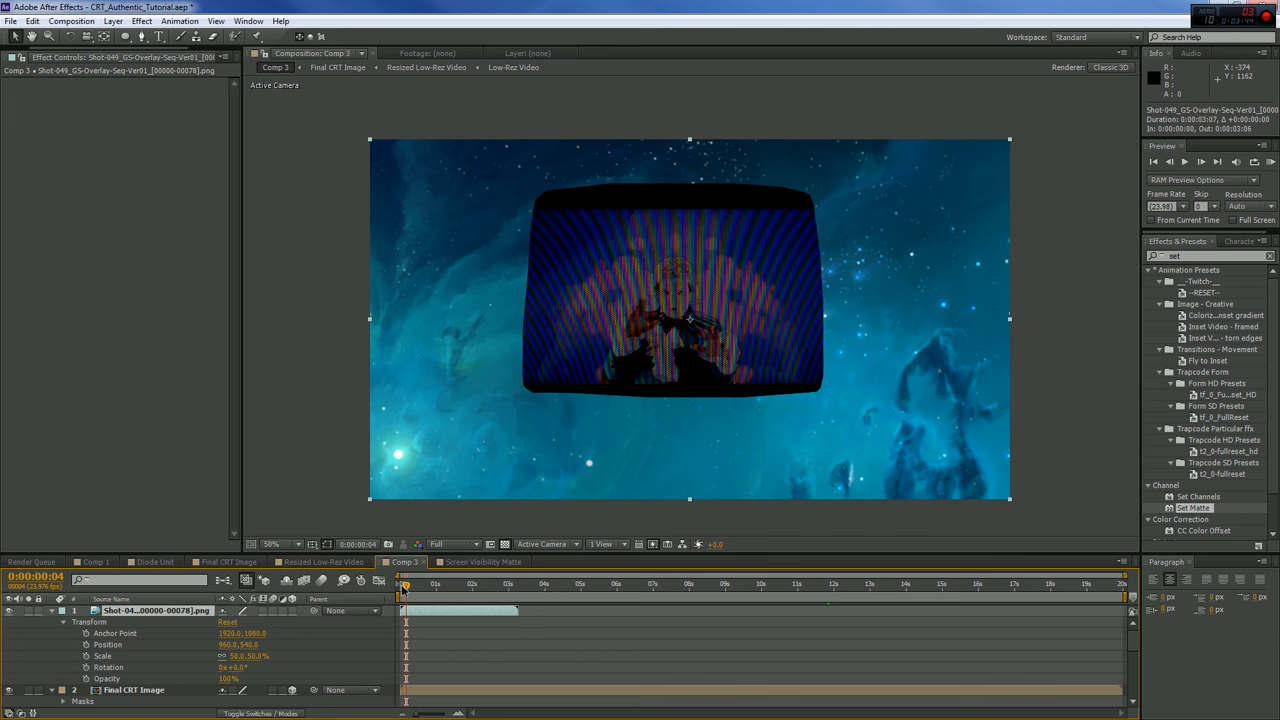 Adobe After Effects - CRT_Authentic_Tutorial.aep *
File Edit Composition Layer Effect Animation View Window Help
Workspace: Standard
Search Help
Effect Controls: Shot-049_GS-Overlay-Seq-Ver01_[000
Comp 3 • Shot-049_GS-Overlay-Seq-Ver01_[00000-00078].png
Composition: Comp 3
Footage: (none)
Layer: (none)
Comp 3 Final CRT Image Resized Low-Rez Video Low-Rez Video
Renderer: Classic 3D
Active Camera
Info Audio
R: X: -374
G: Y: 1162
B:
A: 0
Shot-049_GS-Overlay-Seq-Ver01_[0000
Duration: 0:00:03:07, Δ +0:00:00:00
In: 0:00:00:00, Out: 0:00:03:06
Preview
RAM Preview Options
Frame Rate Skip Resolution
(23.98) 0 Auto
From Current Time Full Screen
Effects & Presets Characte
set
* Animation Presets
__-Twitch-__
--RESET--
Image - Creative
Coloriz...nset gradient
Inset Video - framed
Inset V... - torn edges
Transitions - Movement
Fly to Inset
Trapcode Form
Form HD Presets
tf_0_Fu...set_HD
Form SD Presets
tf_0_FullReset
Trapcode Particular ffx
Trapcode HD Presets
t2_0-fullreset_hd
Trapcode SD Presets
t2_0-fullreset
Channel
Set Channels
Set Matte
Color Correction
CC Color Offset
50% 0:00:00:04 Full Active Camera 1 View +0.0
Render Queue Comp 1 Diode Unit Final CRT Image Resized Low-Rez Video Comp 3 Screen Visibility Matte
0:00:00:04
00004 (23.976 fps)
01s 02s 03s 04s 05s 06s 07s 08s 09s 10s 11s 12s 13s 14s 15s 16s 17s 18s 19s 20s
# Source Name Parent
1 Shot-04...00000-00078].png None
Transform Reset
Anchor Point 1920.0,1080.0
Position 960.0,540.0
Scale 50.0,50.0%
Rotation 0x+0.0°
Opacity 100%
2 Final CRT Image None
Masks
Toggle Switches / Modes
Paragraph
0 px 0 px 0 px
0 px 0 px